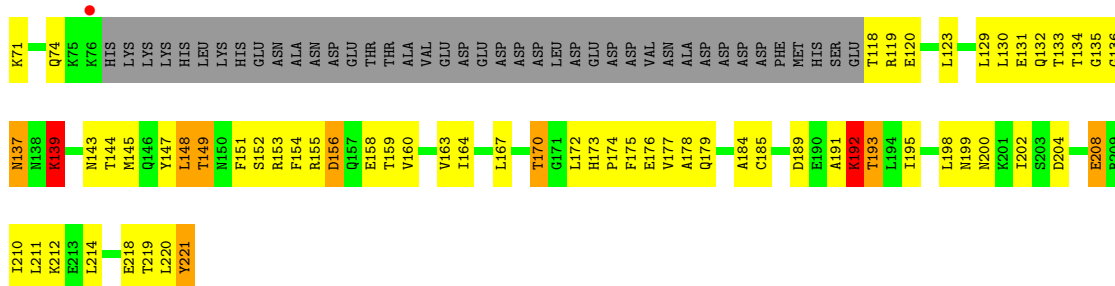 K71 Q74 K75 K76 HIS LYS LYS LYS HIS LEU LYS HIS GLU ASN ALA ASN ASP GLU THR THR ALA VAL GLU ASP GLU ASP ASP ASP LEU ASP GLU ASP ASP VAL ASN ALA ASP ASP ASP ASP PHE MET HIS SER GLU T118 R119 E120 L123 L129 L130 E131 Q132 T133 T134 G135 G136
N137 N138 K139 N143 T144 M145 Q146 Y147 L148 T149 N150 F151 S152 R153 F154 R155 D156 Q157 E158 T159 V160 V163 I164 L167 T170 G171 L172 H173 P174 F175 E176 V177 A178 Q179 A184 C185 D189 E190 A191 K192 T193 L194 I195 L198 N199 N200 K201 I202 S203 D204 E208
I210 L211 K212 E213 L214 E218 T219 L220 Y221